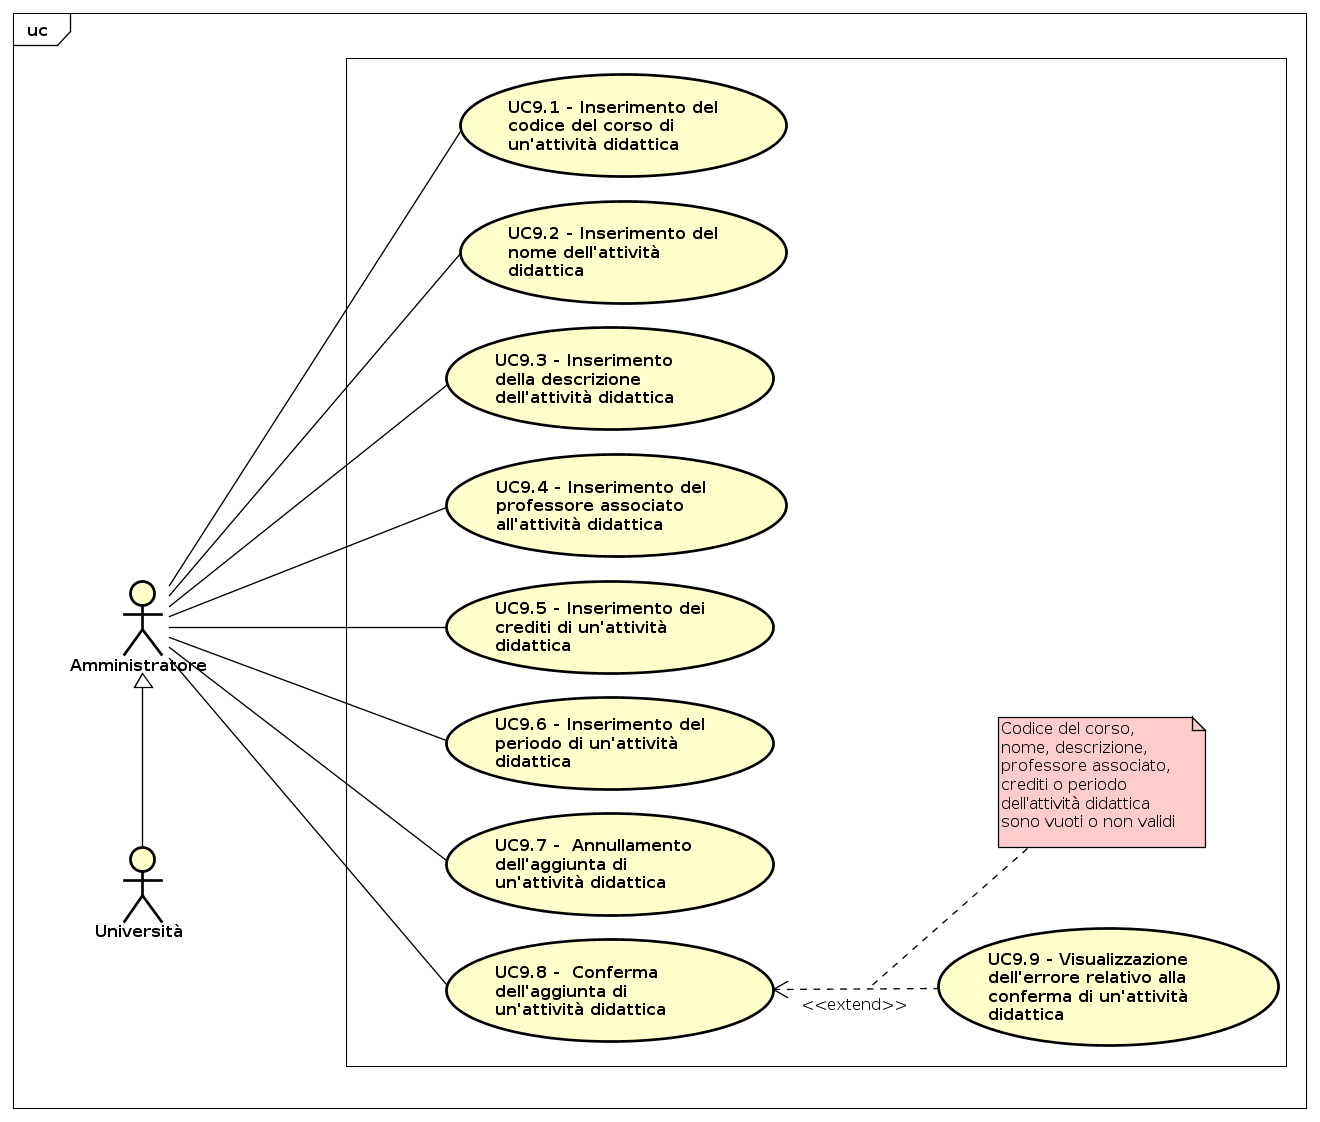 uc
UC9.1 - Inserimento del
codice del corso di
un'attività didattica
UC9.2 - Inserimento del
nome dell'attività
didattica
UC9.3 - Inserimento
della descrizione
dell'attività didattica
UC9.4 - Inserimento del
professore associato
all'attività didattica
UC9.5 - Inserimento dei
crediti di un'attività
didattica
Amministratore
UC9.6 - Inserimento del
periodo di un'attività
didattica
Codice del corso,
nome, descrizione,
professore associato,
crediti o periodo
dell'attività didattica
sono vuoti o non validi
UC9.7 -  Annullamento
dell'aggiunta di
un'attività didattica
Università
UC9.8 -  Conferma
dell'aggiunta di
un'attività didattica
<<extend>>
UC9.9 - Visualizzazione
dell'errore relativo alla
conferma di un'attività
didattica